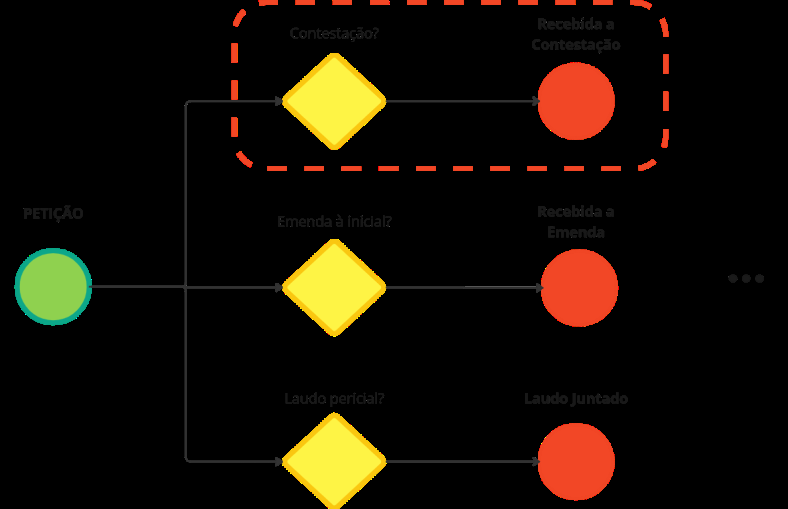 Contestação?
Recebida a
Contestação
PETIÇÃO
Emenda à inicial?
Recebida a
Emenda
Laudo pericial?
Laudo Juntado